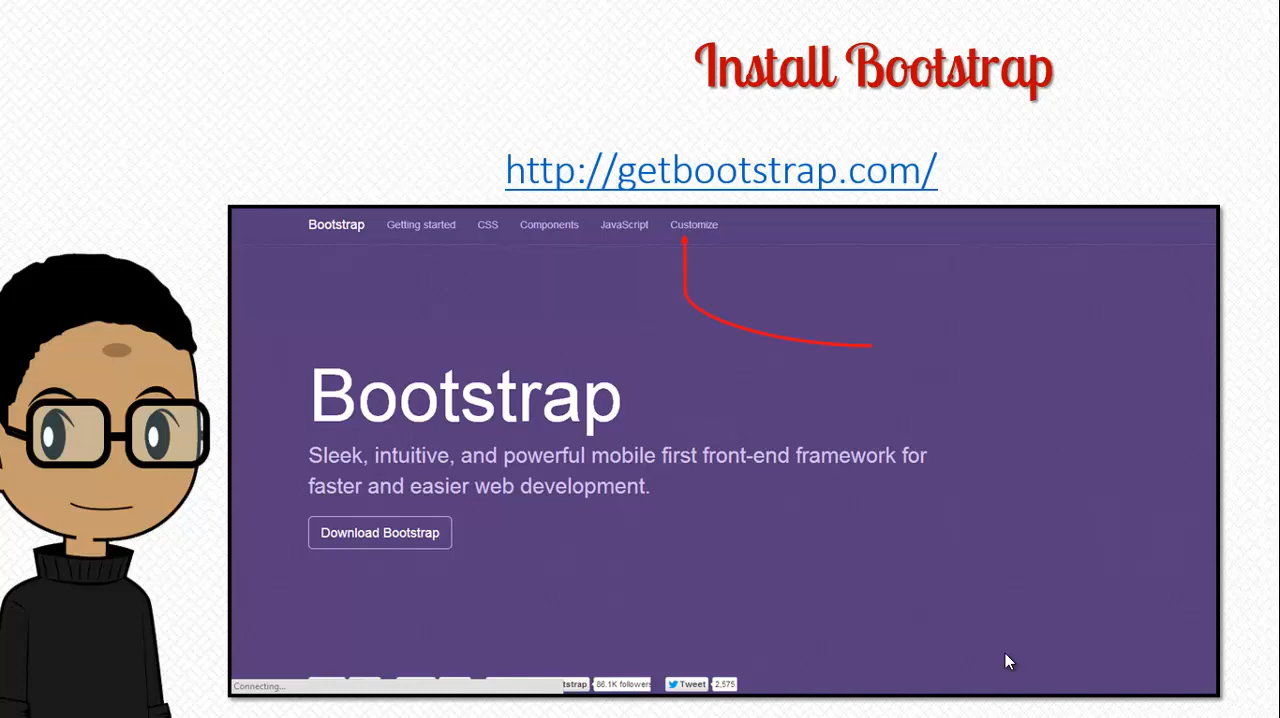 Install Bootstrap
http://getbootstrap.com/
Bootstrap Getting started CSS Components JavaScript Customize
Bootstrap
Sleek, intuitive, and powerful mobile first front-end framework for
faster and easier web development.
Download Bootstrap
Connecting... tstrap 86.1K followers Tweet 2,575